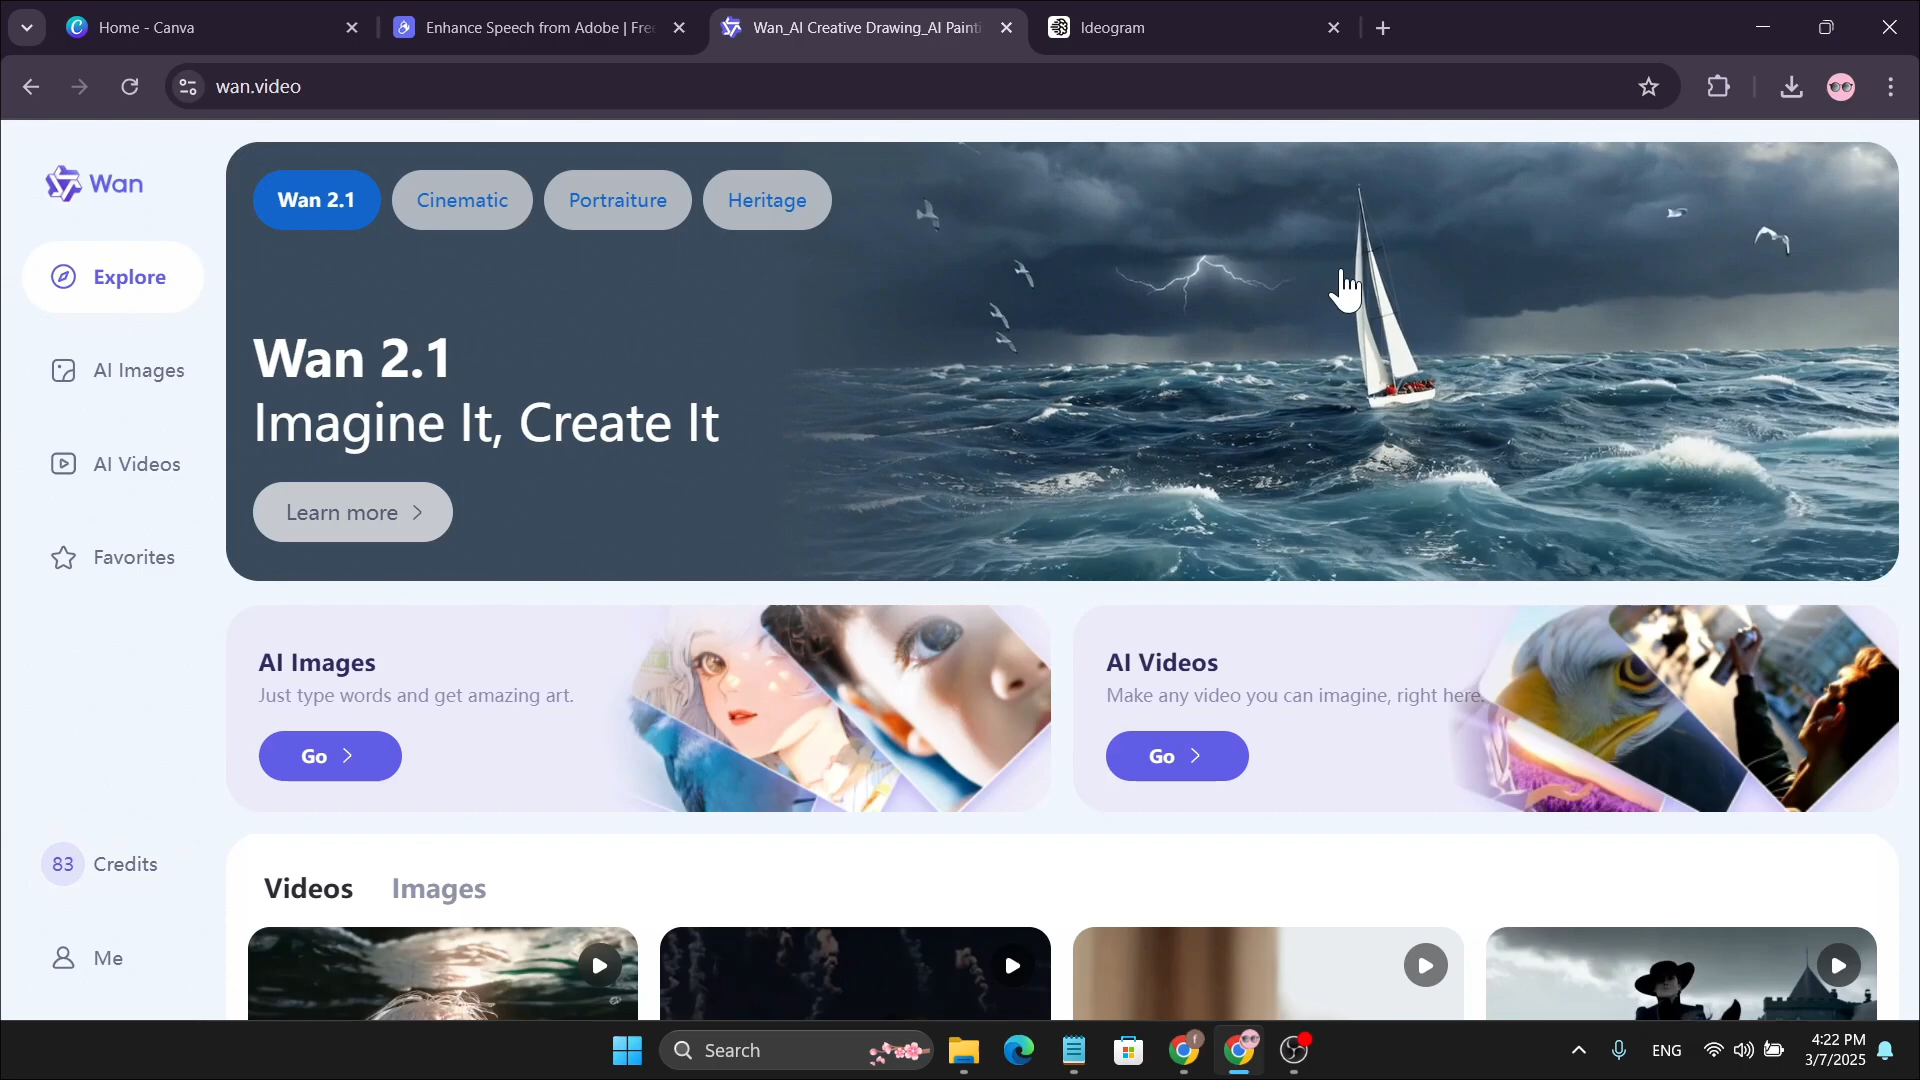 Home - Canva
Enhance Speech from Adobe | Fre
Wan_AI Creative Drawing_AI Painti
Ideogram
wan.video
Wan
Wan 2.1
Cinematic
Portraiture
Heritage
Explore
AI Images
AI Videos
Favorites
Wan 2.1
Imagine It, Create It
Learn more
AI Images
Just type words and get amazing art.
Go
AI Videos
Make any video you can imagine, right here.
Go
83 Credits
Me
Videos
Images
Search
f
ENG
4:22 PM
3/7/2025